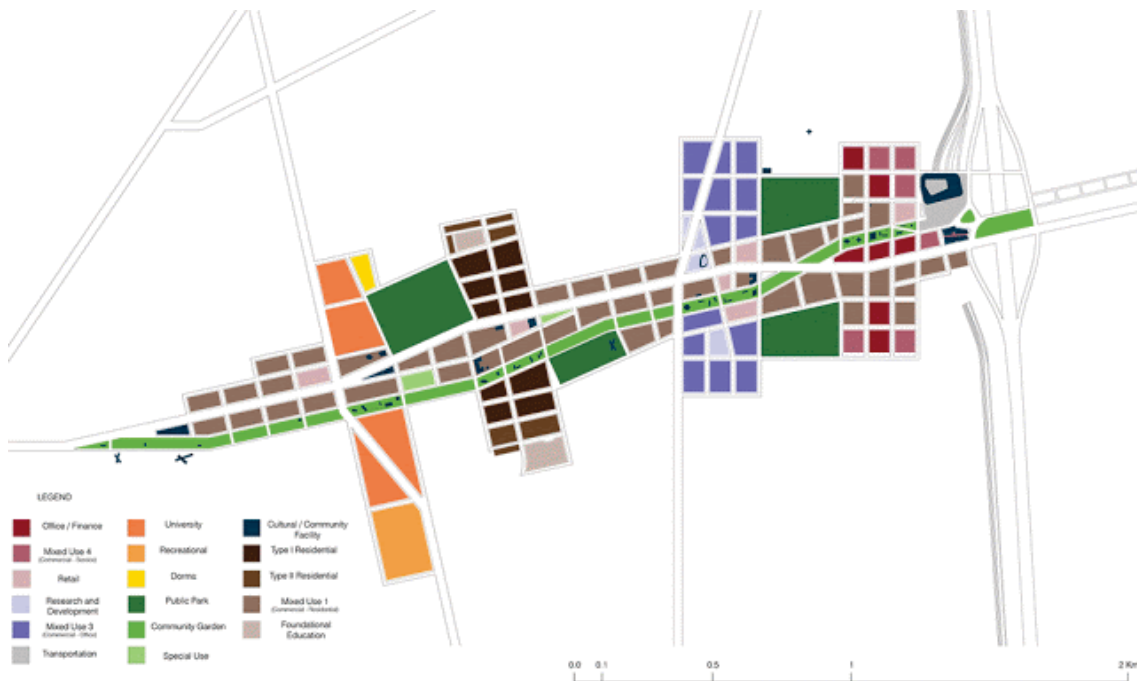 LEGEND
Office / Finance
Mixed Use 4
(Commercial - Service)
Retail
Research and
Development
Mixed Use 3
(Commercial - Office)
Transportation
University
Recreational
Dorms
Public Park
Community Garden
Special Use
Cultural / Community
Facility
Type I Residential
Type II Residential
Mixed Use 1
(Commercial - Residential)
Foundational
Education
0.0 0.1 0.5 1 2 Km